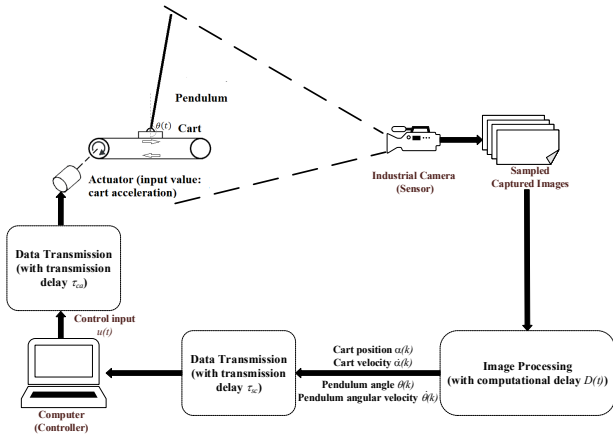 Pendulum
θ(t)
Cart
Actuator (input value:
cart acceleration)
Industrial Camera
(Sensor)
Sampled
Captured Images
Data Transmission
(with transmission
delay τca)
Control input
u(t)
Computer
(Controller)
Data Transmission
(with transmission
delay τsc)
Cart position α(k)
Cart velocity α̇(k)
Pendulum angle θ(k)
Pendulum angular velocity θ̇(k)
Image Processing
(with computational delay D(t))